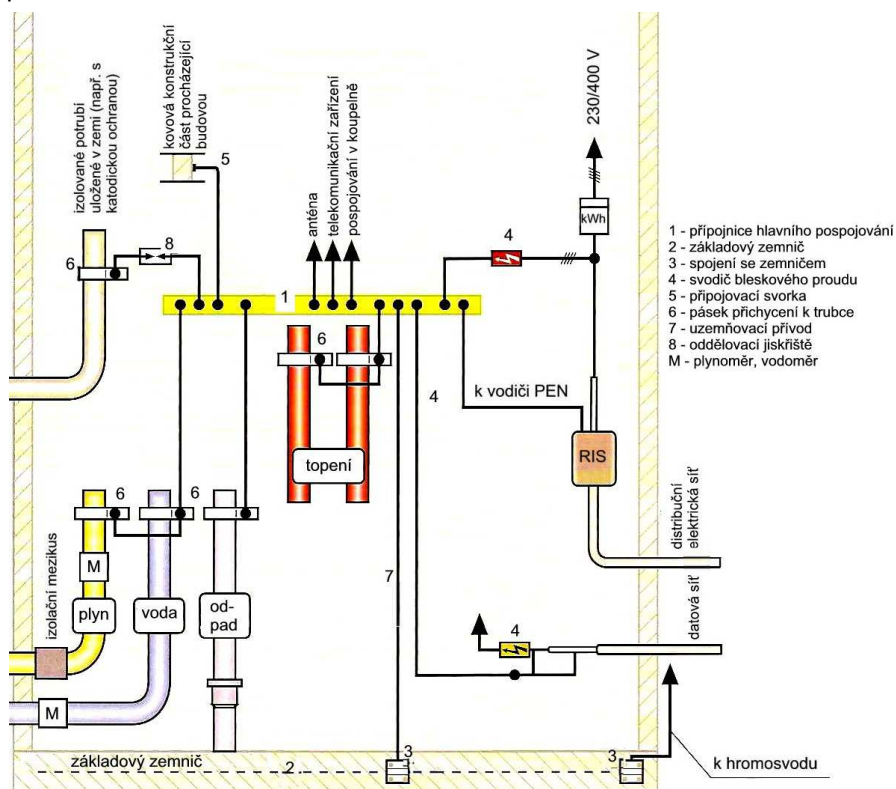 izolované potrubí
uložené v zemi (např. s
katodickou ochranou)
kovová konstrukční
část procházející
budovou
5
8
6
anténa
telekomunikační zařízení
pospojování v koupelně
230/400 V
kWh
4
1
1 - přípojnice hlavního pospojování
2 - základový zemnič
3 - spojení se zemničem
4 - svodič bleskového proudu
5 - připojovací svorka
6 - pásek přichycení k trubce
7 - uzemňovací přívod
8 - oddělovací jiskřiště
M - plynoměr, vodoměr
6
4
k vodiči PEN
topení
RIS
6
6
distribuční
elektrická síť
izolační mezikus
M
plyn
voda
od-
pad
7
datová síť
4
M
základový zemnič
2
3
3
k hromosvodu